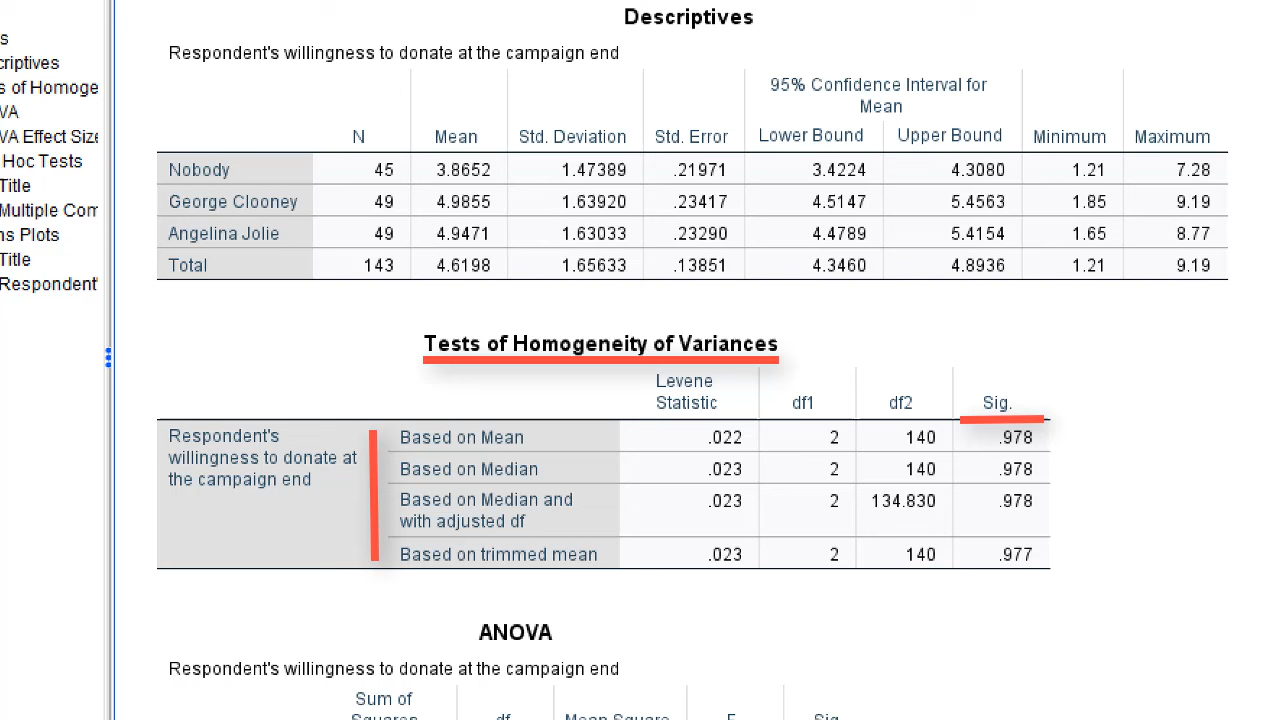 Descriptives
s
Respondent's willingness to donate at the campaign end
criptives
s of Homoge
95% Confidence Interval for
Mean
VA
N Mean Std. Deviation Std. Error Lower Bound Upper Bound Minimum Maximum
VA Effect Size
Hoc Tests
Nobody 45 3.8652 1.47389 .21971 3.4224 4.3080 1.21 7.28
Title
George Clooney 49 4.9855 1.63920 .23417 4.5147 5.4563 1.85 9.19
Multiple Com
Angelina Jolie 49 4.9471 1.63033 .23290 4.4789 5.4154 1.65 8.77
ns Plots
Title
Total 143 4.6198 1.65633 .13851 4.3460 4.8936 1.21 9.19
Respondent'
Tests of Homogeneity of Variances
Levene
Statistic df1 df2 Sig.
Respondent's
willingness to donate at
the campaign end
Based on Mean .022 2 140 .978
Based on Median .023 2 140 .978
Based on Median and
with adjusted df .023 2 134.830 .978
Based on trimmed mean .023 2 140 .977
ANOVA
Respondent's willingness to donate at the campaign end
Sum of
Squares df Mean Square F Sig.